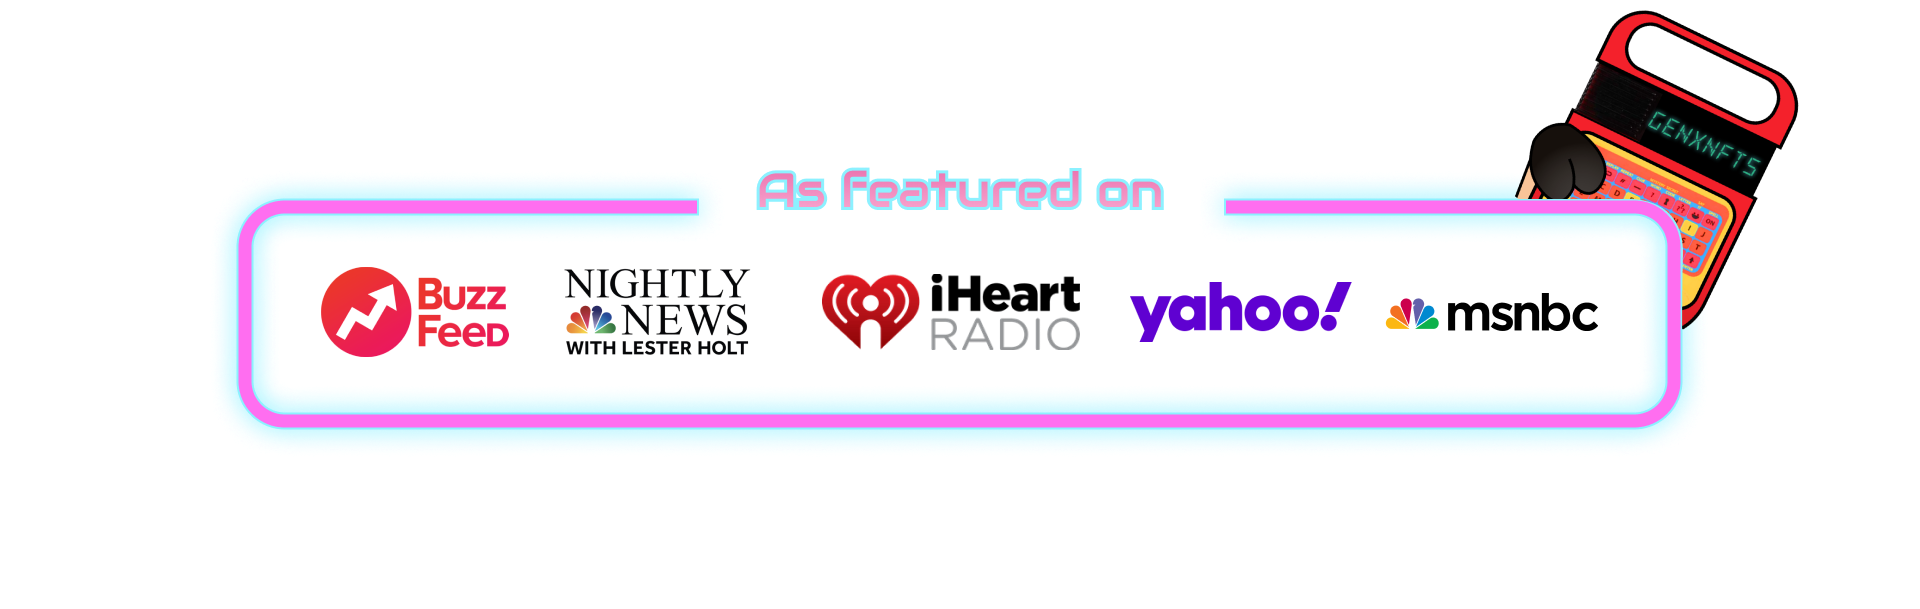 GENXNFTS
As featured on
BUZZ
FEED
NIGHTLY
NEWS
WITH LESTER HOLT
iHeart
RADIO
yahoo!
msnbc